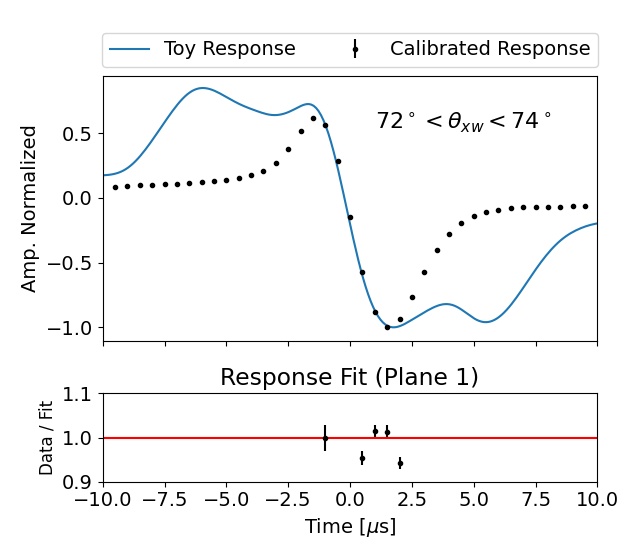 Toy Response Calibrated Response
72° < θxw < 74°
Amp. Normalized
0.5
0.0
−0.5
−1.0
Response Fit (Plane 1)
Data / Fit
1.1
1.0
0.9
−10.0 −7.5 −5.0 −2.5 0.0 2.5 5.0 7.5 10.0
Time [μs]